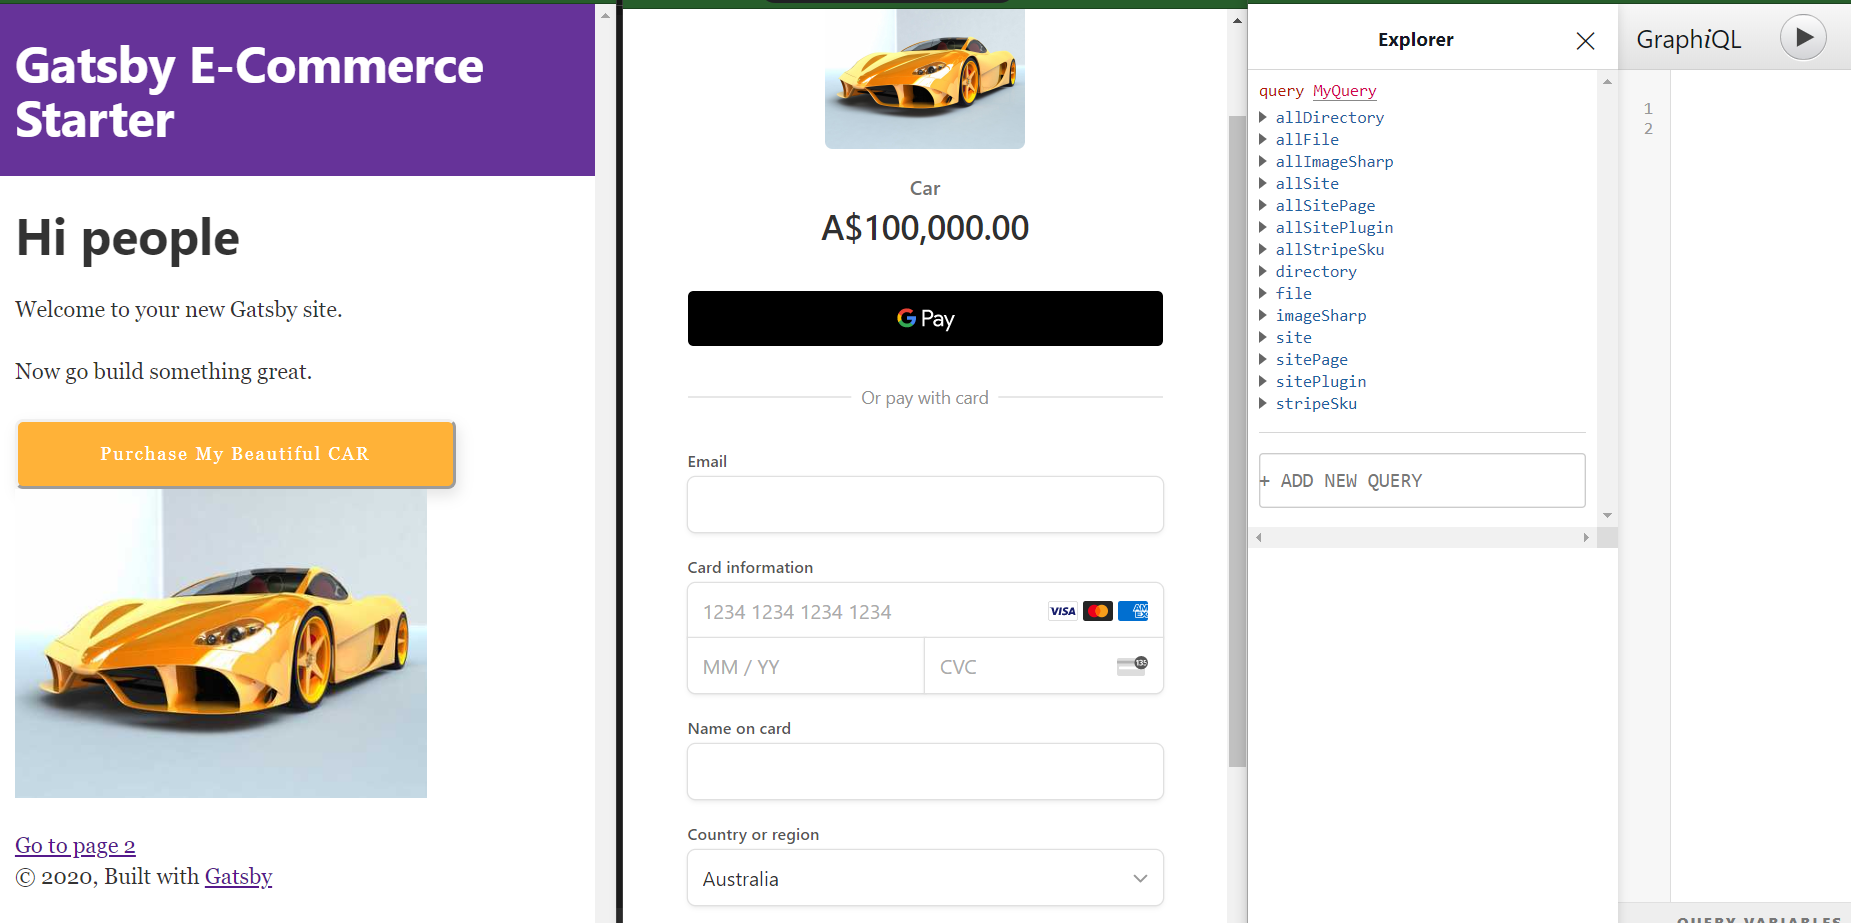 Gatsby E-Commerce
Starter
Hi people
Welcome to your new Gatsby site.
Now go build something great.
Purchase My Beautiful CAR
Go to page 2
© 2020, Built with Gatsby
Car
A$100,000.00
G Pay
Or pay with card
Email
Card information
1234 1234 1234 1234
VISA
AM
EX
MM / YY
CVC
135
Name on card
Country or region
Australia
Explorer
query MyQuery
allDirectory
allFile
allImageSharp
allSite
allSitePage
allSitePlugin
allStripeSku
directory
file
imageSharp
site
sitePage
sitePlugin
stripeSku
+ ADD NEW QUERY
GraphiQL
1
2
QUERY VARIABLES